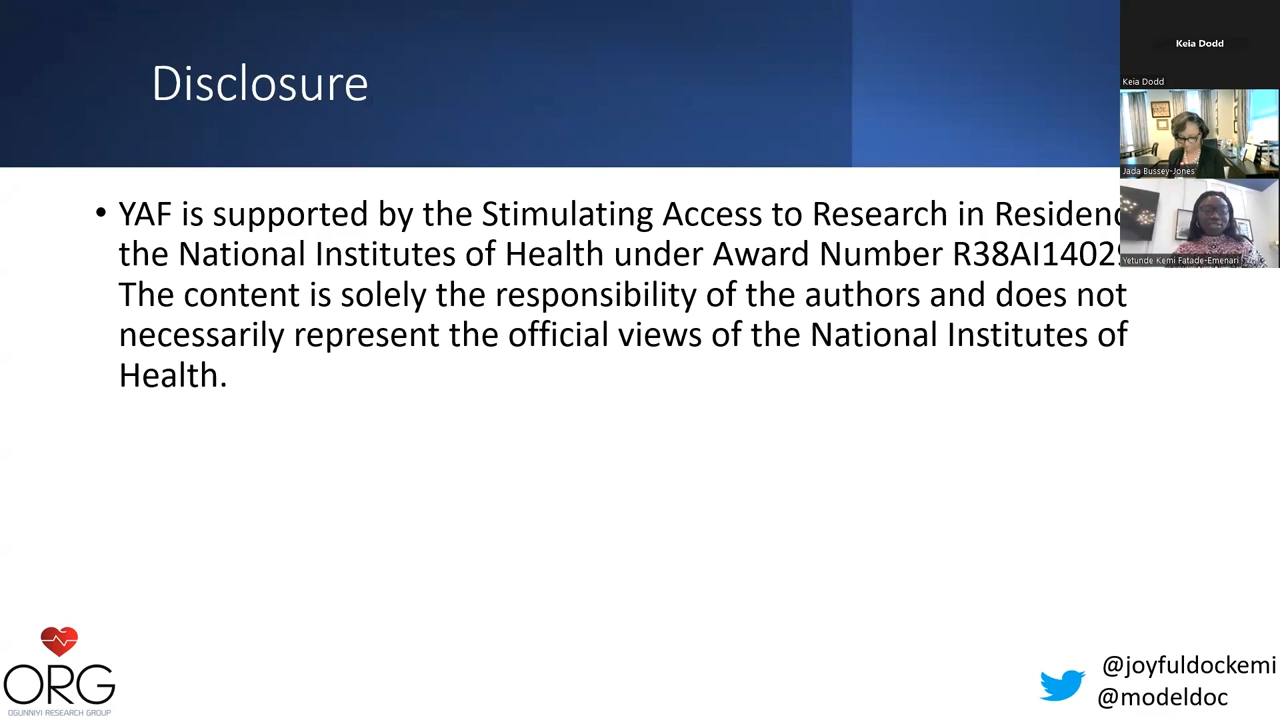 Disclosure
• YAF is supported by the Stimulating Access to Research in
the National Institutes of Health under Award Number
The content is solely the responsibility of the authors and does not
necessarily represent the official views of the National Institutes of
Health.
Keia Dodd
Keia Dodd
Jada Bussey-Jones
Yetunde Kemi Fatade-Emenari
ORG
OGUNNIYI RESEARCH GROUP
@joyfuldockemi
@modeldoc